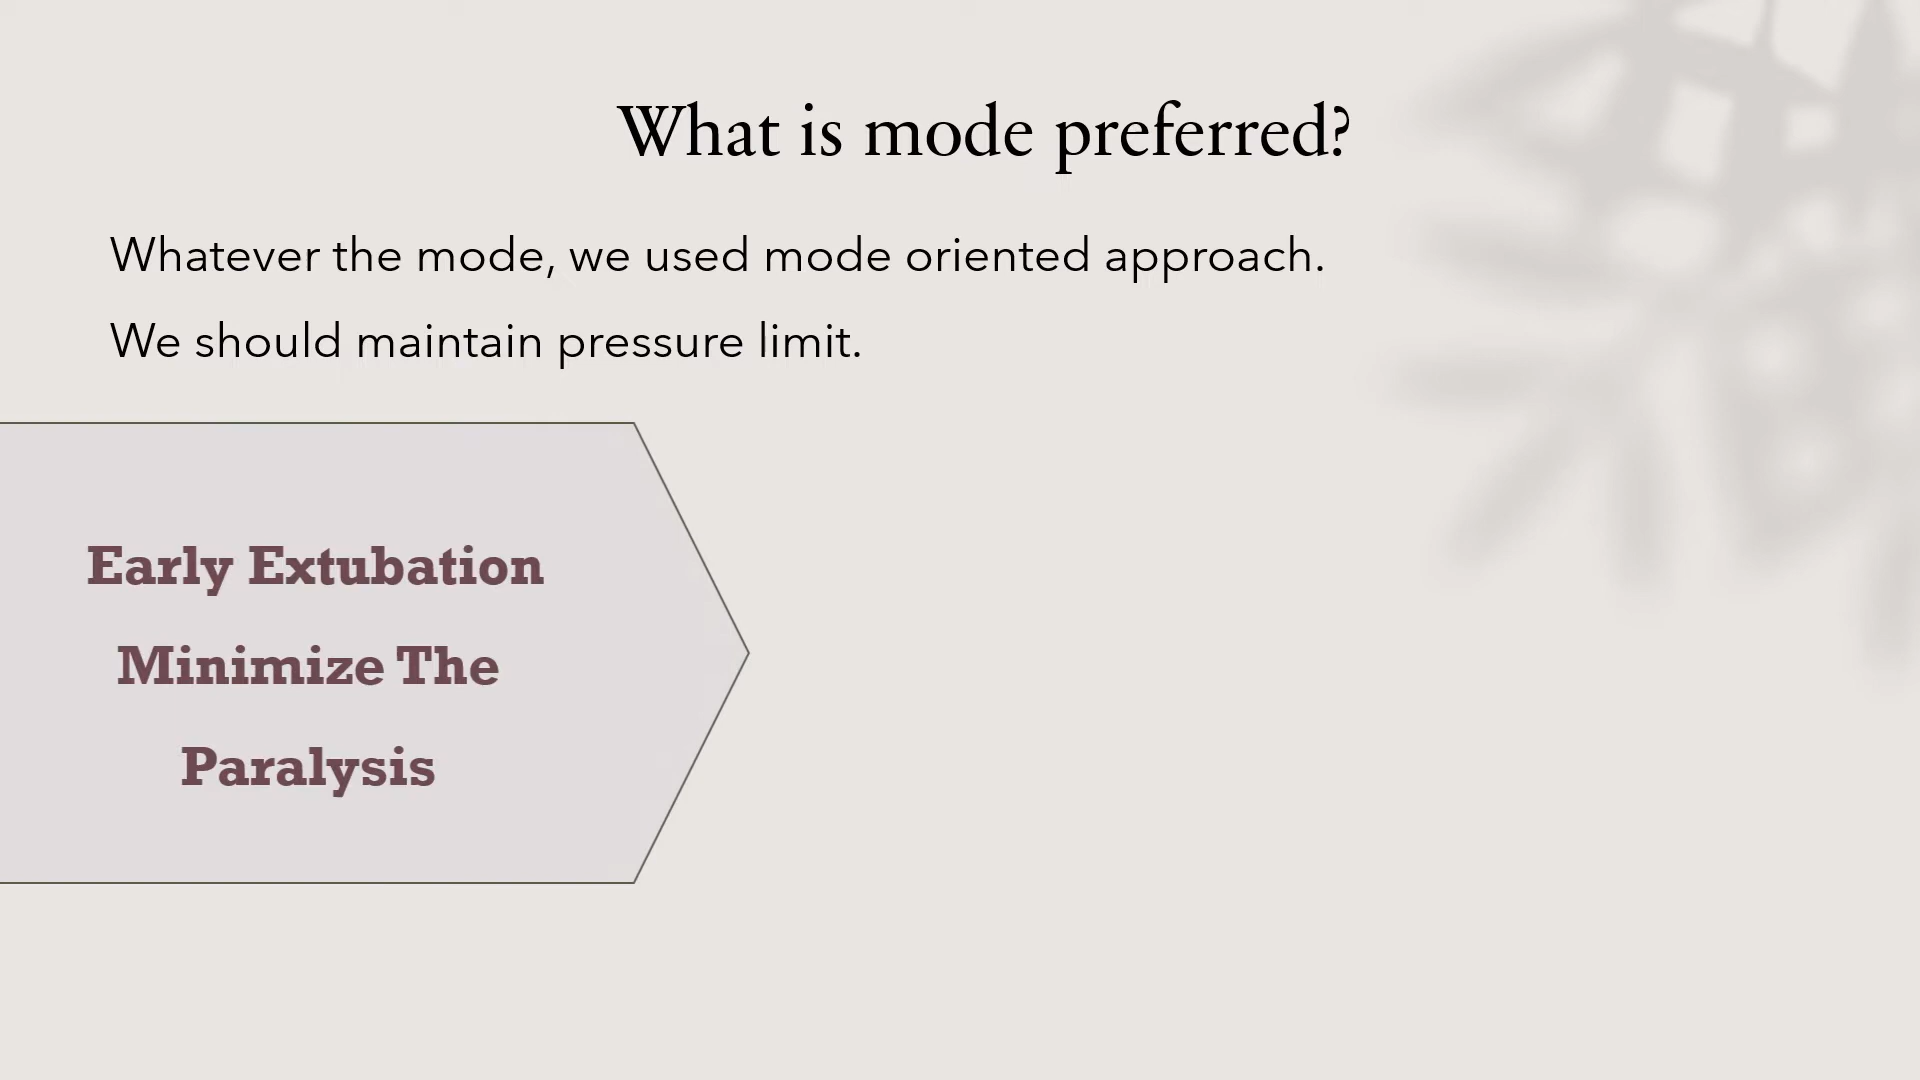 What is mode preferred?
Whatever the mode, we used mode oriented approach.
We should maintain pressure limit.
Early Extubation
Minimize The
Paralysis